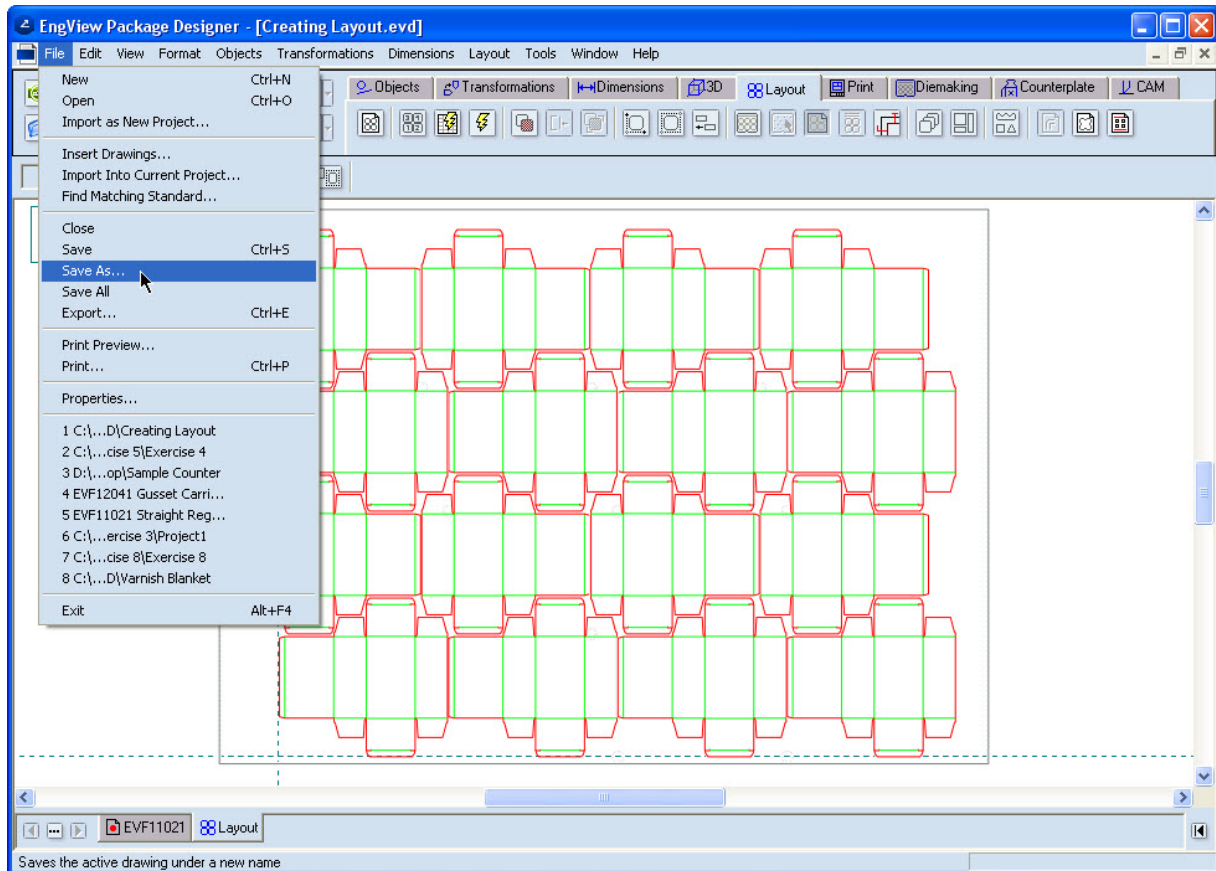 EngView Package Designer - [Creating Layout.evd]
File Edit View Format Objects Transformations Dimensions Layout Tools Window Help
Objects Transformations Dimensions 3D Layout Print Diemaking Counterplate CAM
New Ctrl+N
Open Ctrl+O
Import as New Project...
Insert Drawings...
Import Into Current Project...
Find Matching Standard...
Close
Save Ctrl+S
Save As...
Save All
Export... Ctrl+E
Print Preview...
Print... Ctrl+P
Properties...
1 C:\...D\Creating Layout
2 C:\...cise 5\Exercise 4
3 D:\...op\Sample Counter
4 EVF12041 Gusset Carri...
5 EVF11021 Straight Reg...
6 C:\...ercise 3\Project1
7 C:\...cise 8\Exercise 8
8 C:\...D\Varnish Blanket
Exit Alt+F4
EVF11021 Layout
Saves the active drawing under a new name